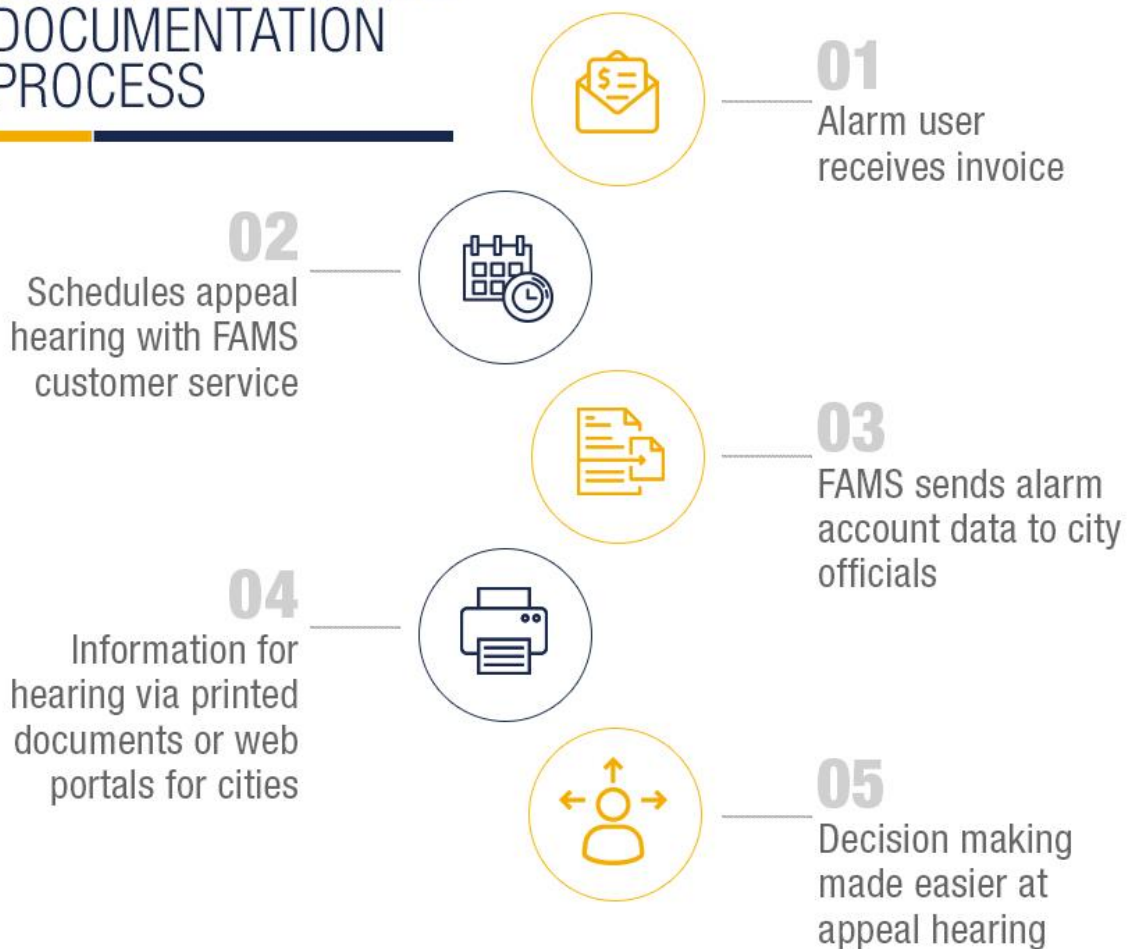 DOCUMENTATION
PROCESS
01
Alarm user
receives invoice
02
Schedules appeal
hearing with FAMS
customer service
03
FAMS sends alarm
account data to city
officials
04
Information for
hearing via printed
documents or web
portals for cities
05
Decision making
made easier at
appeal hearing
$